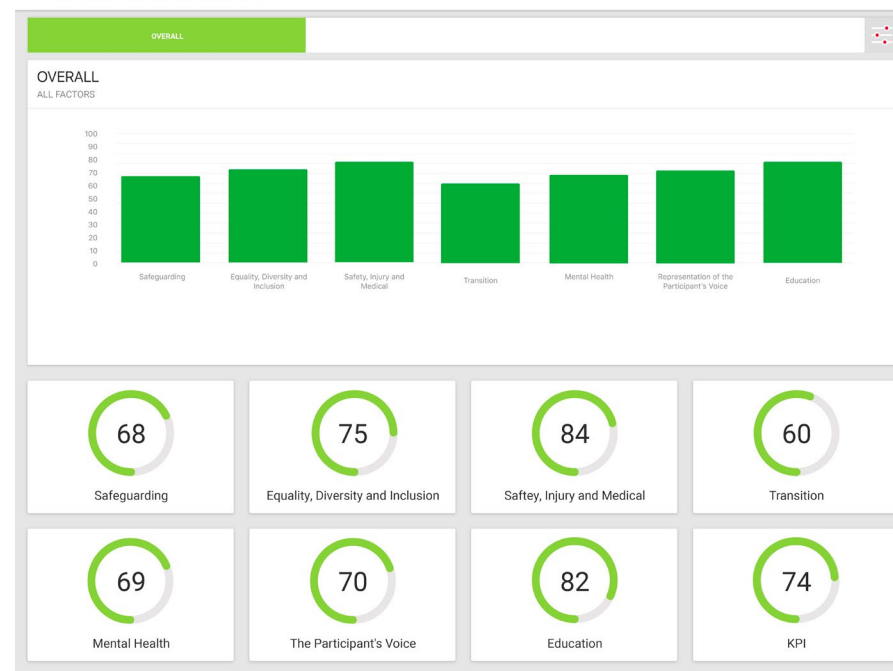 OVERALL
OVERALL
ALL FACTORS
100
90
80
70
60
50
40
30
20
10
0
Safeguarding
Equality, Diversity and
Inclusion
Safety, Injury and
Medical
Transition
Mental Health
Representation of the
Participant's Voice
Education
68
Safeguarding
75
Equality, Diversity and Inclusion
84
Saftey, Injury and Medical
60
Transition
69
Mental Health
70
The Participant's Voice
82
Education
74
KPI